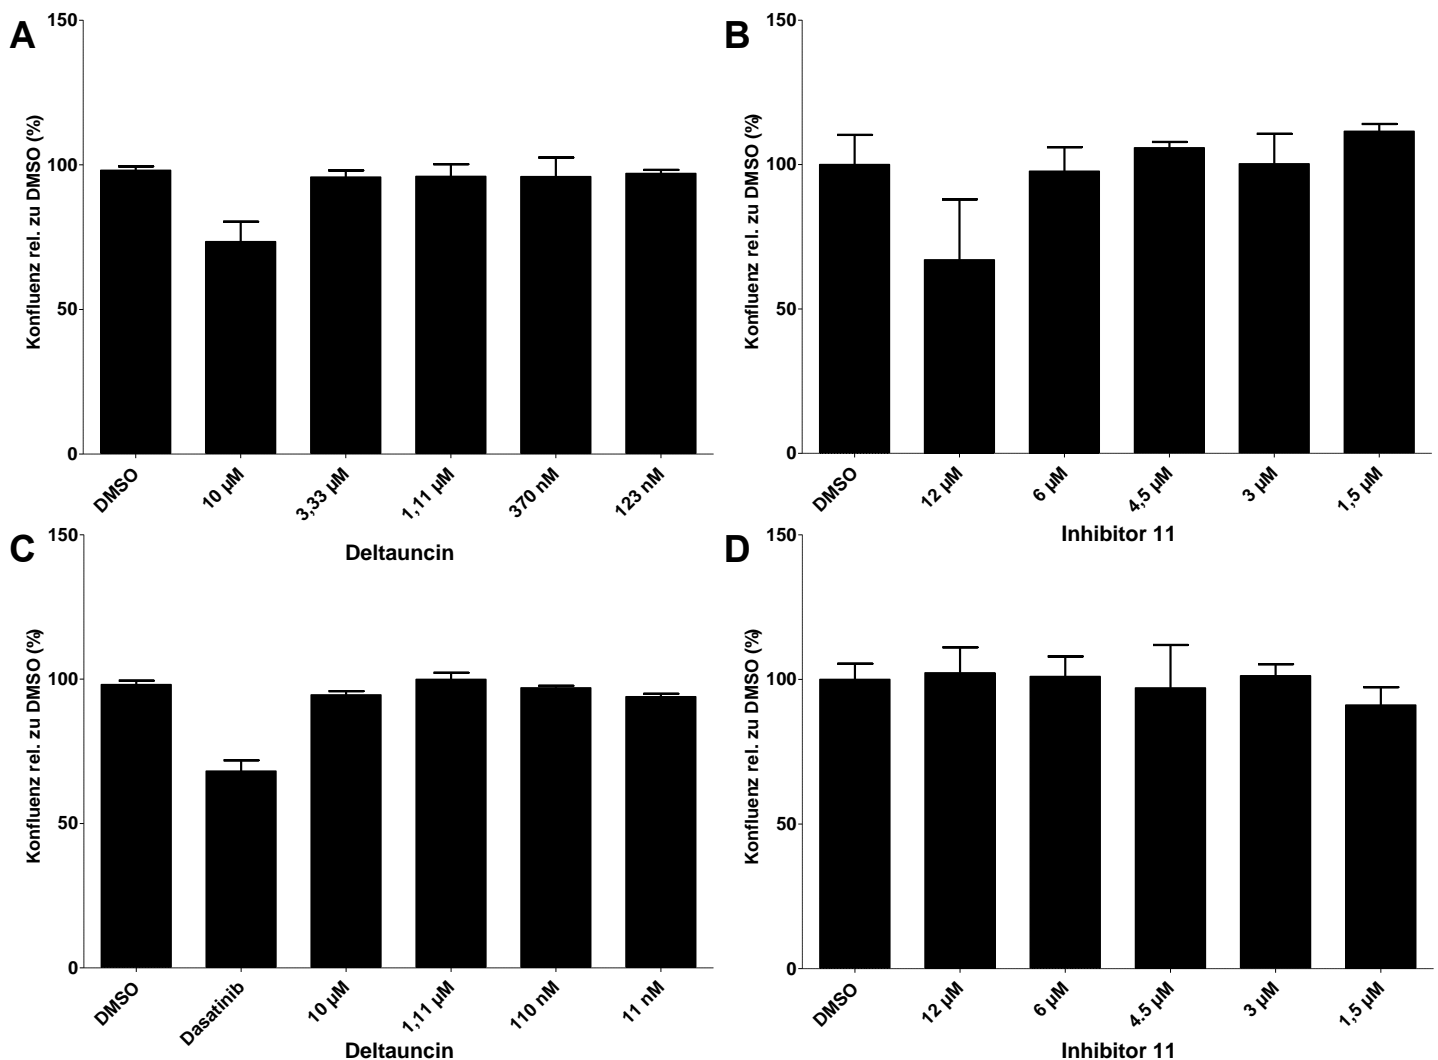 A
Konfluenz rel. zu DMSO (%)
150
100
50
0
DMSO
10 µM
3,33 µM
1,11 µM
370 nM
123 nM
Deltauncin
B
Konfluenz rel. zu DMSO (%)
150
100
50
0
DMSO
12 µM
6 µM
4,5 µM
3 µM
1,5 µM
Inhibitor 11
C
Konfluenz rel. zu DMSO (%)
150
100
50
0
DMSO
Dasatinib
10 µM
1,11 µM
110 nM
11 nM
Deltauncin
D
Konfluenz rel. zu DMSO (%)
150
100
50
0
DMSO
12 µM
6 µM
4.5 µM
3 µM
1,5 µM
Inhibitor 11